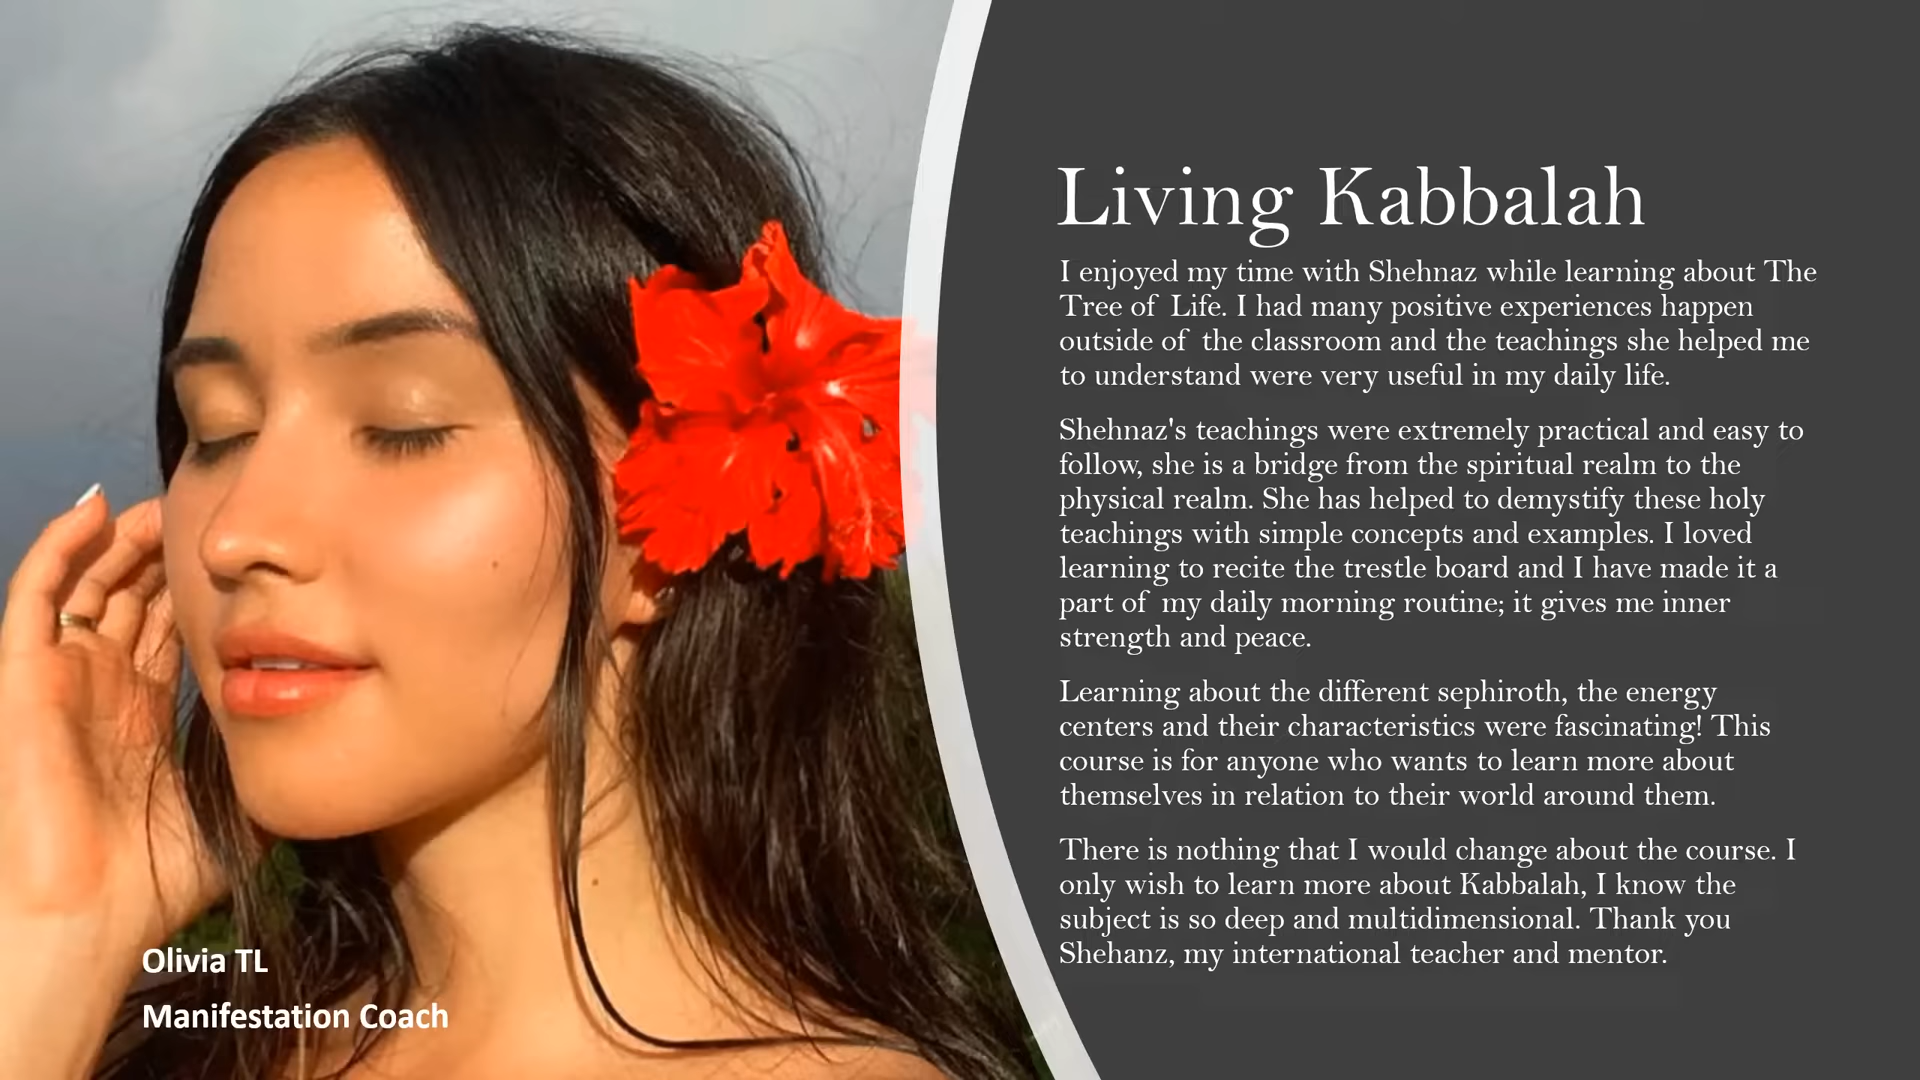 Living Kabbalah
I enjoyed my time with Shehnaz while learning about The
Tree of Life. I had many positive experiences happen
outside of the classroom and the teachings she helped me
to understand were very useful in my daily life.
Shehnaz's teachings were extremely practical and easy to
follow, she is a bridge from the spiritual realm to the
physical realm. She has helped to demystify these holy
teachings with simple concepts and examples. I loved
learning to recite the trestle board and I have made it a
part of my daily morning routine; it gives me inner
strength and peace.
Learning about the different sephiroth, the energy
centers and their characteristics were fascinating! This
course is for anyone who wants to learn more about
themselves in relation to their world around them.
There is nothing that I would change about the course. I
only wish to learn more about Kabbalah, I know the
subject is so deep and multidimensional. Thank you
Shehanz, my international teacher and mentor.
Olivia TL
Manifestation Coach